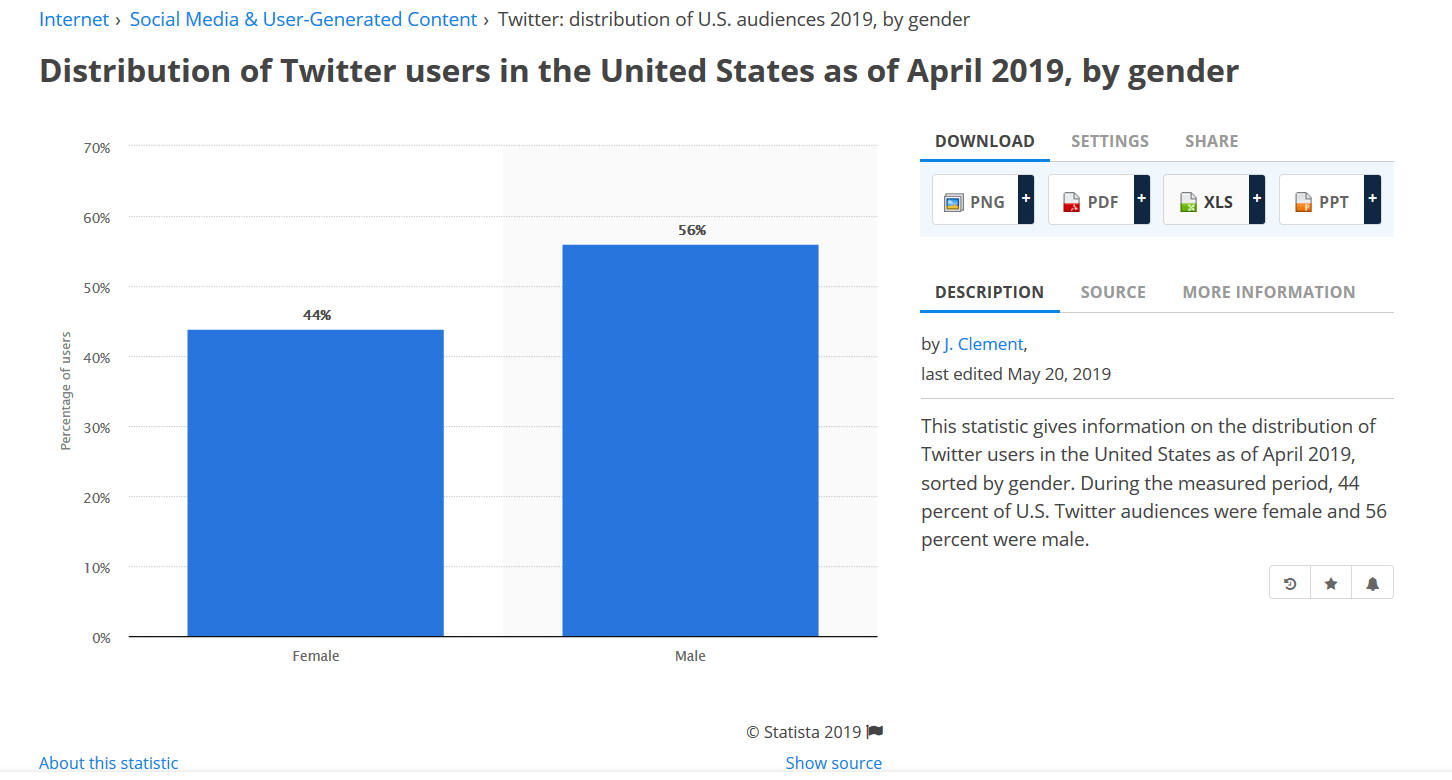 Internet › Social Media & User-Generated Content › Twitter: distribution of U.S. audiences 2019, by gender
Distribution of Twitter users in the United States as of April 2019, by gender
70%
60%
50%
40%
30%
20%
10%
0%
Percentage of users
44%
56%
Female
Male
© Statista 2019
About this statistic
Show source
DOWNLOAD SETTINGS SHARE
PNG + PDF + XLS + PPT +
DESCRIPTION SOURCE MORE INFORMATION
by J. Clement,
last edited May 20, 2019
This statistic gives information on the distribution of
Twitter users in the United States as of April 2019,
sorted by gender. During the measured period, 44
percent of U.S. Twitter audiences were female and 56
percent were male.